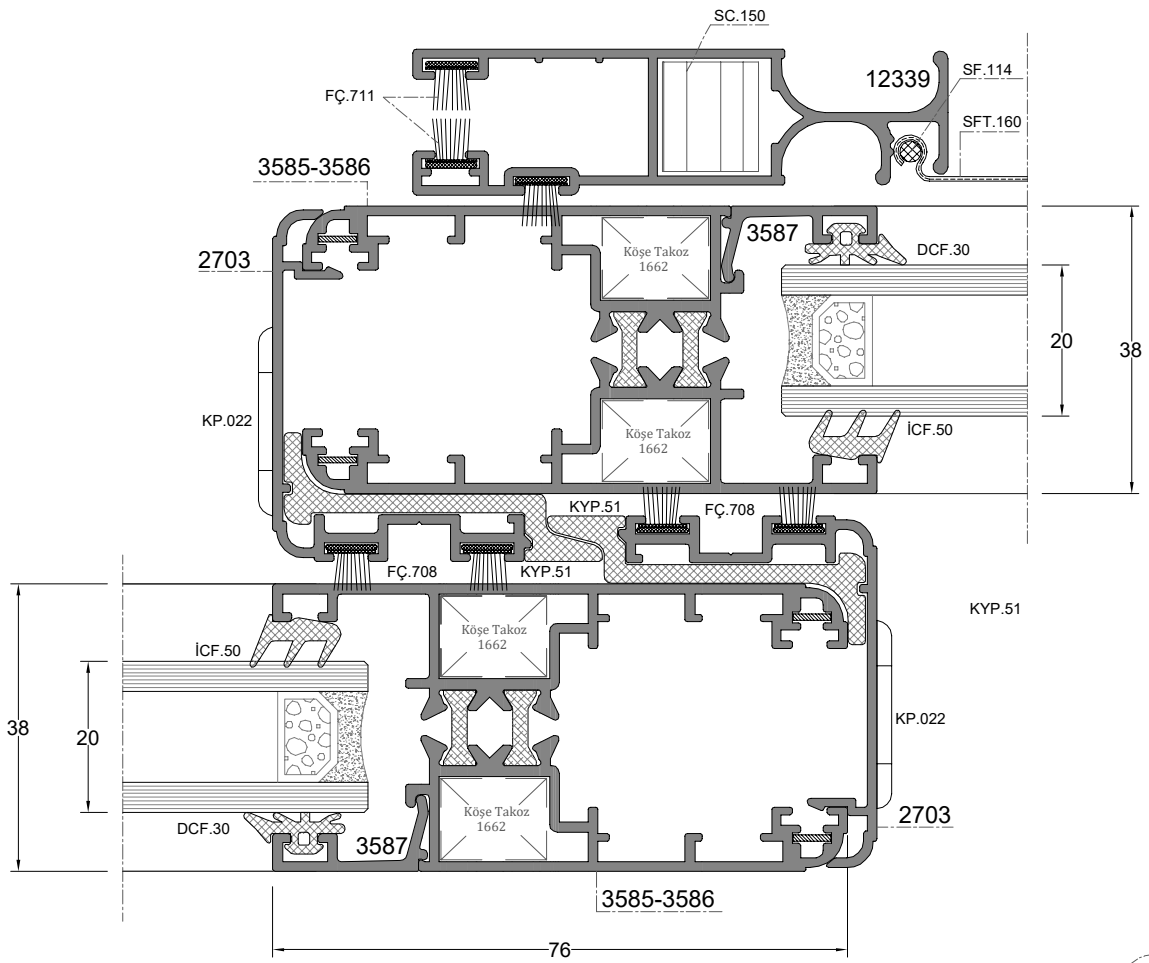 SC.150
12339
SF.114
FÇ.711
SFT.160
3585-3586
3587
Köşe Takoz
1662
DCF.30
2703
20
38
KP.022
Köşe Takoz
1662
İCF.50
KYP.51
FÇ.708
FÇ.708
KYP.51
KYP.51
Köşe Takoz
1662
İCF.50
38
20
KP.022
Köşe Takoz
1662
DCF.30
3587
2703
3585-3586
76